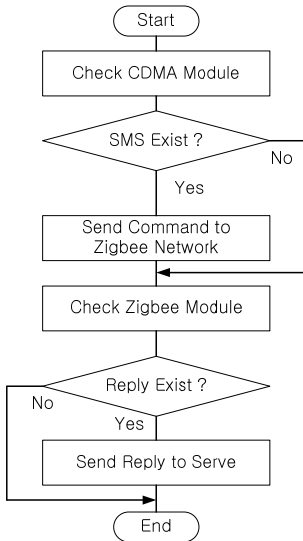 Start
Check CDMA Module
SMS Exist ?
No
Yes
Send Command to
Zigbee Network
Check Zigbee Module
Reply Exist ?
No
Yes
Send Reply to Serve
End